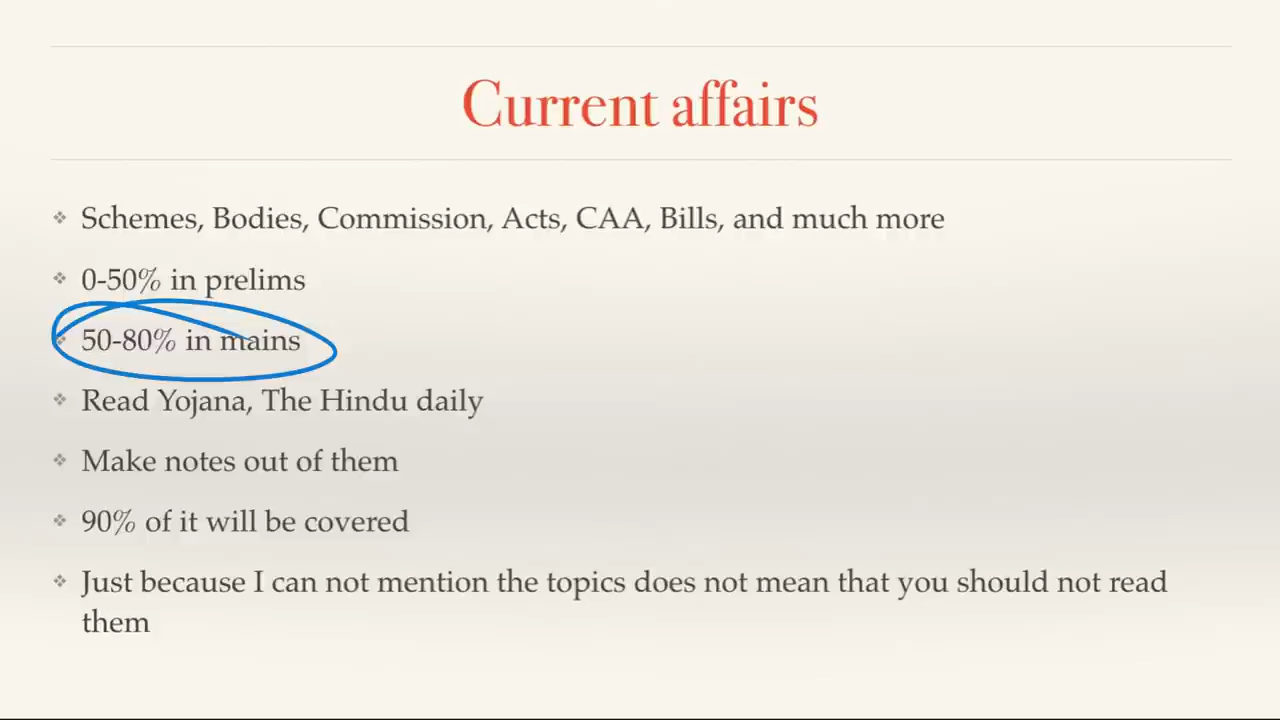 Current affairs
Schemes, Bodies, Commission, Acts, CAA, Bills, and much more
0-50% in prelims
50-80% in mains
Read Yojana, The Hindu daily
Make notes out of them
90% of it will be covered
Just because I can not mention the topics does not mean that you should not read
them